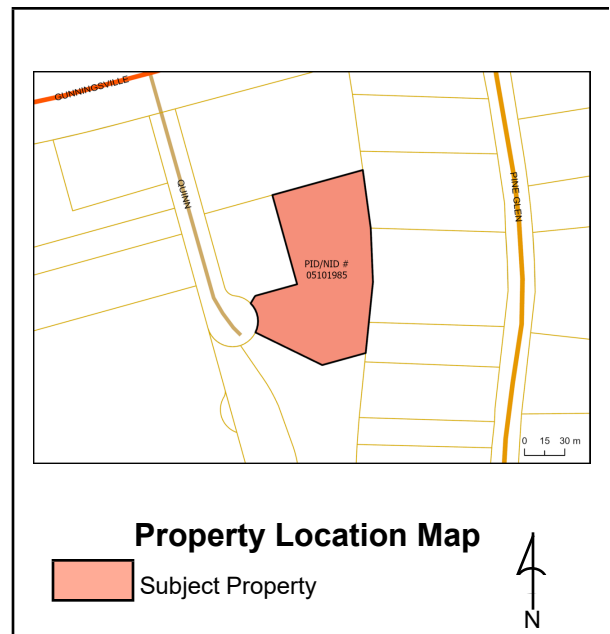 GUNNINGSVILLE
QUINN
PINE GLEN
PID/NID #
05101985
0 15 30 m
Property Location Map
Subject Property
N